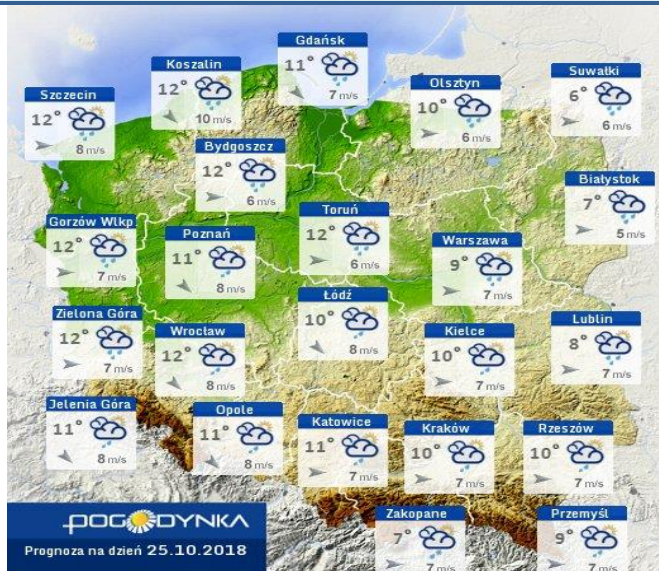 Gdańsk
11°
7 m/s
Koszalin
12°
10 m/s
Szczecin
12°
8 m/s
Olsztyn
10°
6 m/s
Suwałki
6°
6 m/s
Bydgoszcz
12°
6 m/s
Białystok
7°
5 m/s
Gorzów Wlkp
12°
7 m/s
Poznań
11°
8 m/s
Toruń
12°
6 m/s
Warszawa
9°
7 m/s
Zielona Góra
12°
7 m/s
Wrocław
12°
8 m/s
Łódź
10°
8 m/s
Kielce
10°
7 m/s
Lublin
8°
7 m/s
Jelenia Góra
11°
8 m/s
Opole
11°
8 m/s
Katowice
11°
7 m/s
Kraków
10°
7 m/s
Rzeszów
10°
7 m/s
Zakopane
7°
7 m/s
Przemyśl
9°
7 m/s
POGODYNKA
Prognoza na dzień 25.10.2018